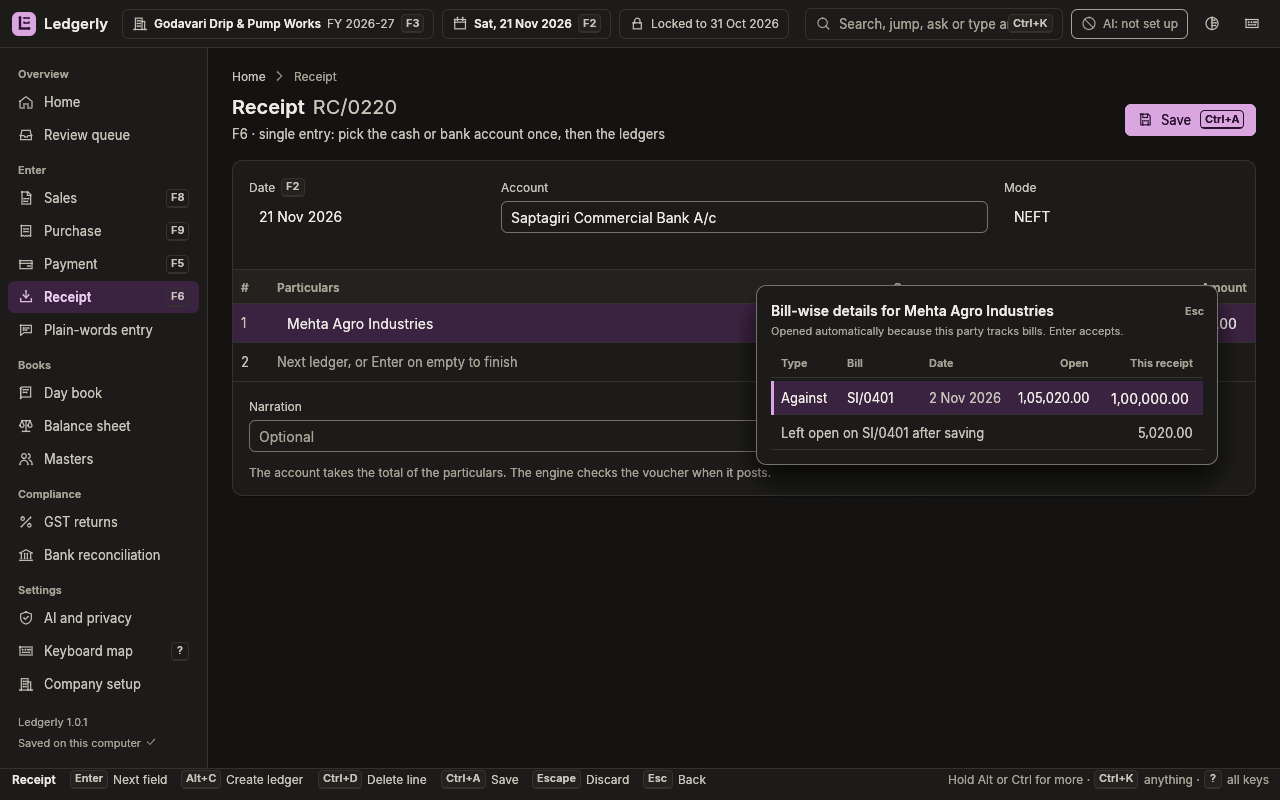 Ledgerly
Godavari Drip & Pump Works FY 2026-27 F3
Sat, 21 Nov 2026 F2
Locked to 31 Oct 2026
Search, jump, ask or type a Ctrl+K
AI: not set up
Overview
Home
Review queue
Enter
Sales F8
Purchase F9
Payment F5
Receipt F6
Plain-words entry
Books
Day book
Balance sheet
Masters
Compliance
GST returns
Bank reconciliation
Settings
AI and privacy
Keyboard map ?
Company setup
Ledgerly 1.0.1
Saved on this computer
Home Receipt
Receipt RC/0220
F6 · single entry: pick the cash or bank account once, then the ledgers
Save Ctrl+A
Date F2 Account Mode
21 Nov 2026 Saptagiri Commercial Bank A/c NEFT
# Particulars
1 Mehta Agro Industries .00
2 Next ledger, or Enter on empty to finish
Narration
Optional
The account takes the total of the particulars. The engine checks the voucher when it posts.
Bill-wise details for Mehta Agro Industries Esc
Opened automatically because this party tracks bills. Enter accepts.
Type Bill Date Open This receipt
Against SI/0401 2 Nov 2026 1,05,020.00 1,00,000.00
Left open on SI/0401 after saving 5,020.00
Receipt Enter Next field Alt+C Create ledger Ctrl+D Delete line Ctrl+A Save Escape Discard Esc Back
Hold Alt or Ctrl for more · Ctrl+K anything · ? all keys